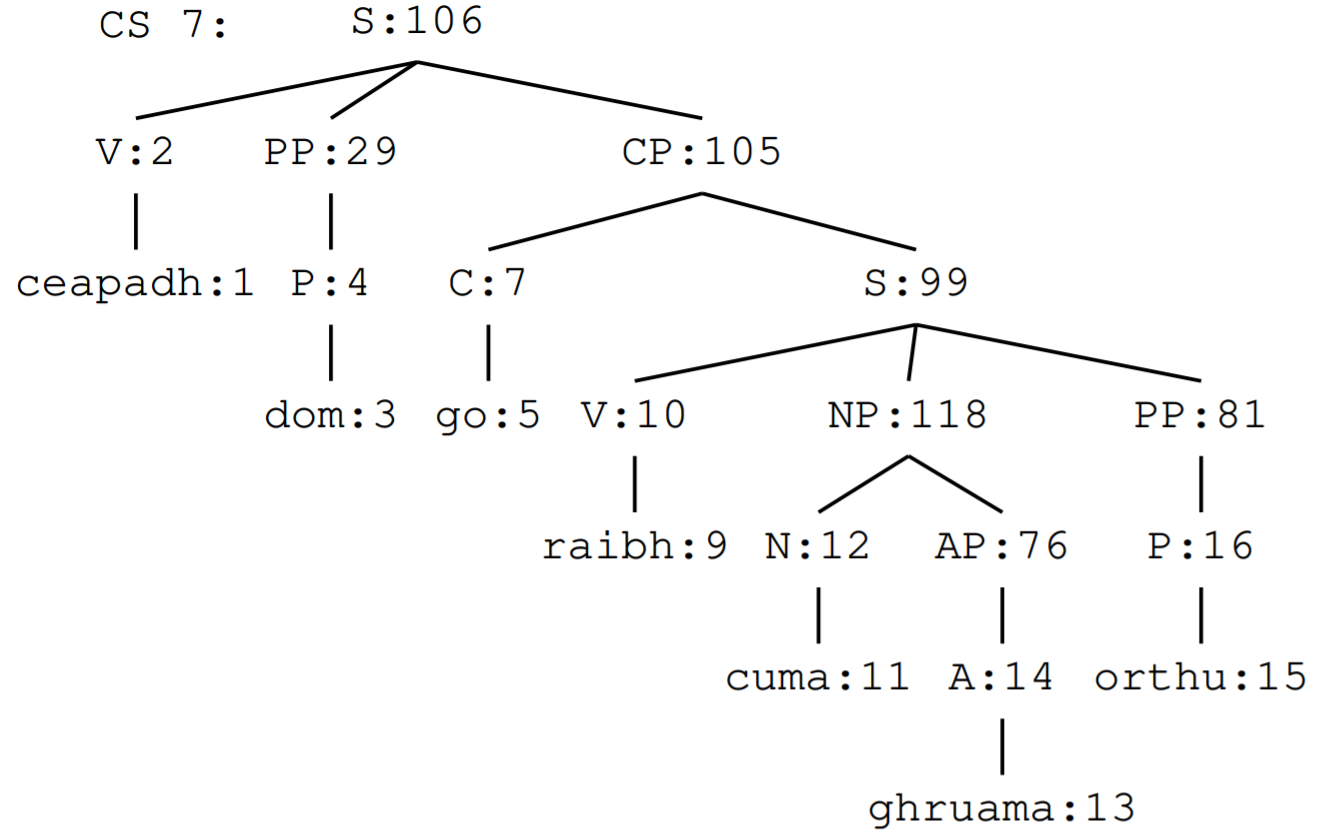 CS 7: S:106
V:2 PP:29 CP:105
ceapadh:1 P:4 C:7 S:99
dom:3 go:5 V:10 NP:118 PP:81
raibh:9 N:12 AP:76 P:16
cuma:11 A:14 orthu:15
ghruama:13